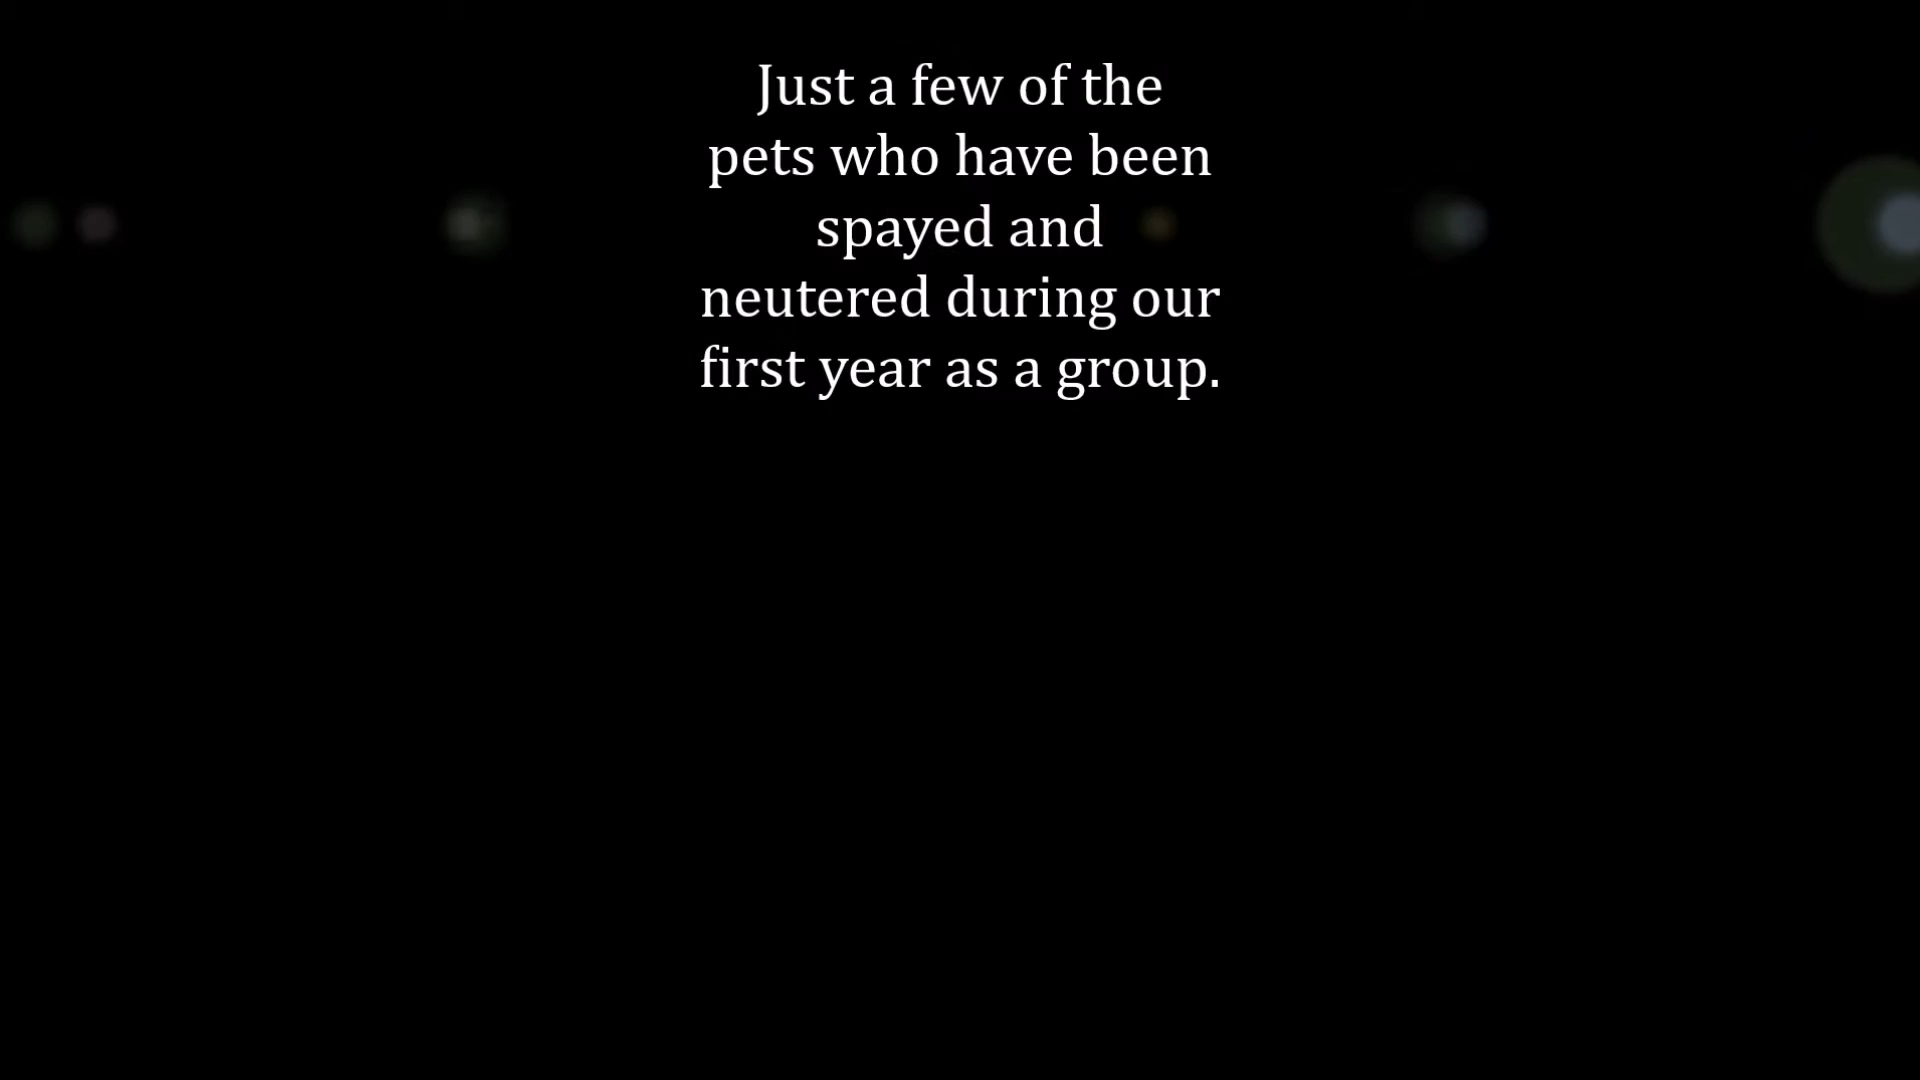 Just a few of the
pets who have been
spayed and
neutered during our
first year as a group.